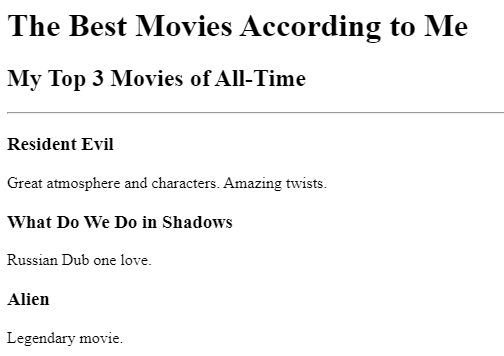 The Best Movies According to Me
My Top 3 Movies of All-Time
Resident Evil
Great atmosphere and characters. Amazing twists.
What Do We Do in Shadows
Russian Dub one love.
Alien
Legendary movie.